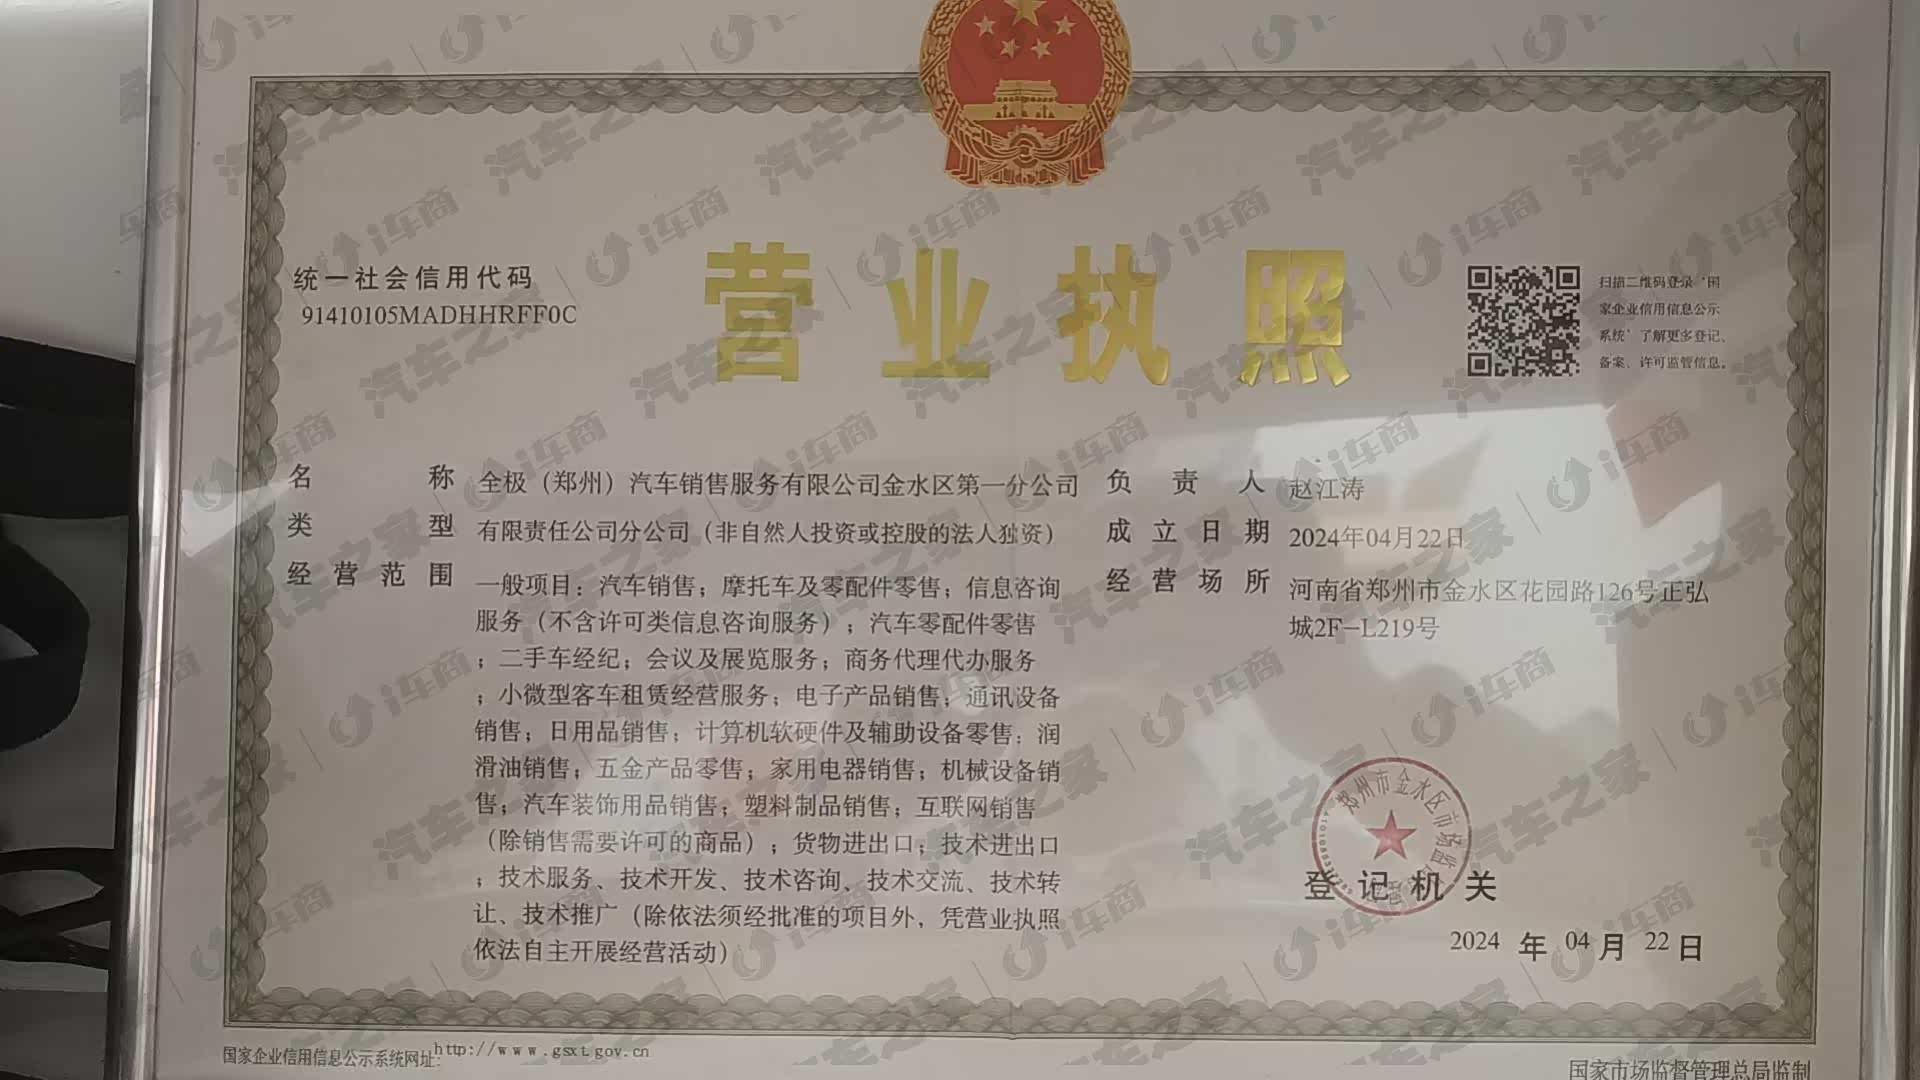 统一社会信用代码
91410105MADHHRFF0C
营业执照
扫描二维码登录‘国
家企业信用信息公示
系统’了解更多登记、
备案、许可监管信息。
名称 全极（郑州）汽车销售服务有限公司金水区第一分公司
类型 有限责任公司分公司（非自然人投资或控股的法人独资）
经营范围 一般项目：汽车销售；摩托车及零配件零售；信息咨询
服务（不含许可类信息咨询服务）；汽车零配件零售
；二手车经纪；会议及展览服务；商务代理代办服务
；小微型客车租赁经营服务；电子产品销售；通讯设备
销售；日用品销售；计算机软硬件及辅助设备零售；润
滑油销售；五金产品零售；家用电器销售；机械设备销
售；汽车装饰用品销售；塑料制品销售；互联网销售
（除销售需要许可的商品）；货物进出口；技术进出口
；技术服务、技术开发、技术咨询、技术交流、技术转
让、技术推广（除依法须经批准的项目外，凭营业执照
依法自主开展经营活动）
负责人 赵江涛
成立日期 2024年04月22日
经营场所 河南省郑州市金水区花园路126号正弘
城2F-L219号
郑州市金水区市场监
登记机关
2024 年 04 月 22 日
国家企业信用信息公示系统网址：http://www.gsxt.gov.cn
国家市场监督管理总局监制
汽车之家 i车商